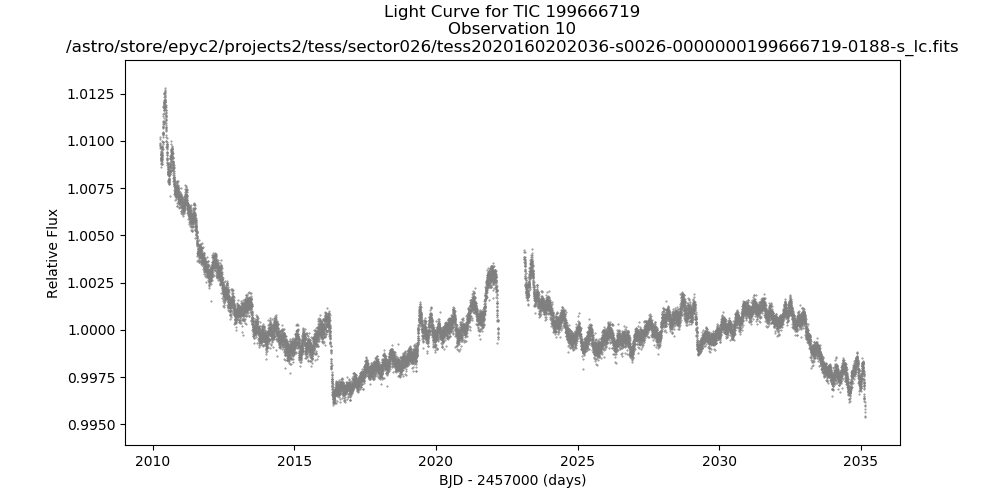 Light Curve for TIC 199666719
Observation 10
/astro/store/epyc2/projects2/tess/sector026/tess2020160202036-s0026-0000000199666719-0188-s_lc.fits
1.0125
1.0100
1.0075
1.0050
1.0025
1.0000
0.9975
0.9950
Relative Flux
2010 2015 2020 2025 2030 2035
BJD - 2457000 (days)